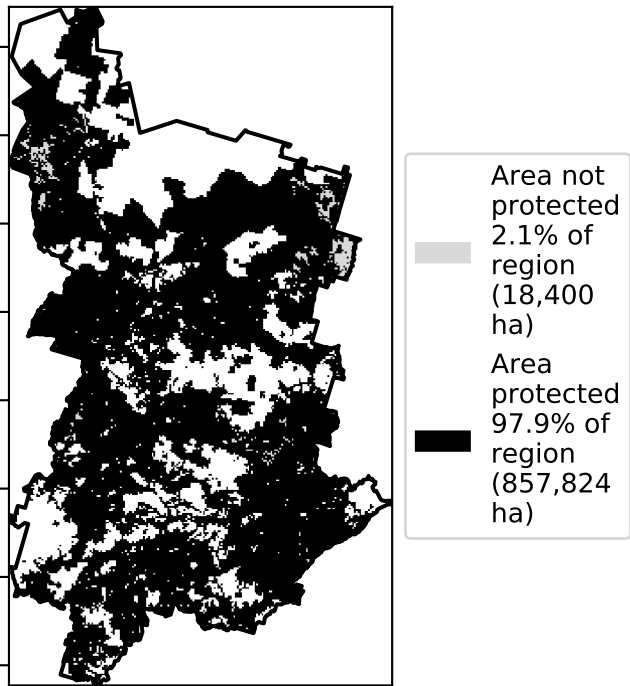 Area not
protected
2.1% of
region
(18,400
ha)
Area
protected
97.9% of
region
(857,824
ha)